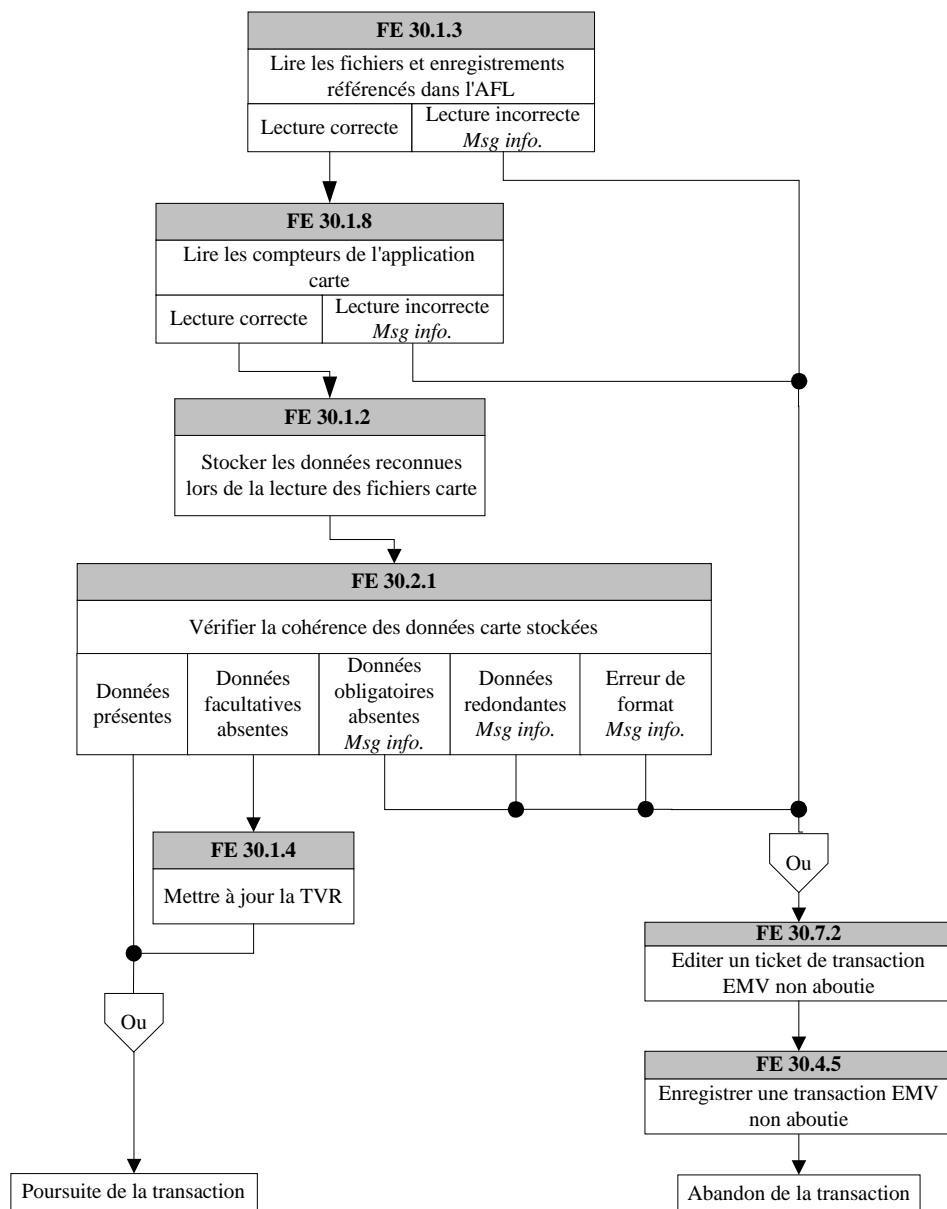 FE 30.1.3
Lire les fichiers et enregistrements
référencés dans l'AFL
Lecture correcte
Lecture incorrecte
Msg info.
FE 30.1.8
Lire les compteurs de l'application
carte
Lecture correcte
Lecture incorrecte
Msg info.
FE 30.1.2
Stocker les données reconnues
lors de la lecture des fichiers carte
FE 30.2.1
Vérifier la cohérence des données carte stockées
Données
présentes
Données
facultatives
absentes
Données
obligatoires
absentes
Msg info.
Données
redondantes
Msg info.
Erreur de
format
Msg info.
FE 30.1.4
Mettre à jour la TVR
Ou
Ou
FE 30.7.2
Editer un ticket de transaction
EMV non aboutie
FE 30.4.5
Enregistrer une transaction EMV
non aboutie
Poursuite de la transaction
Abandon de la transaction